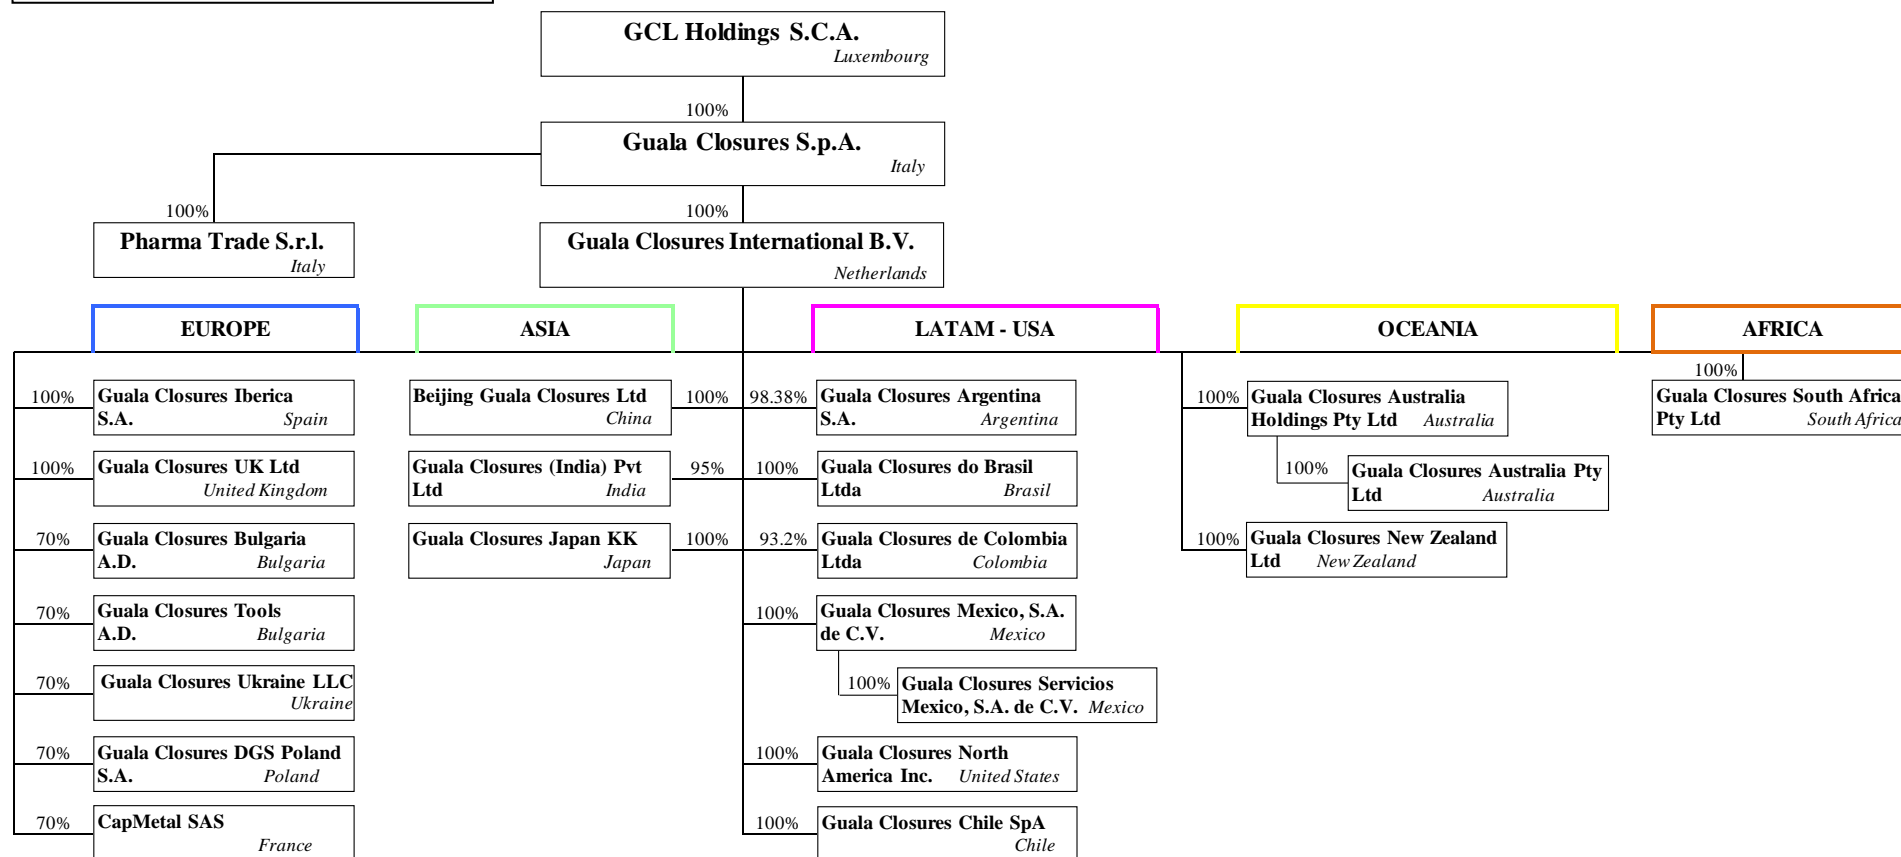 GCL Holdings S.C.A.
Luxembourg
100%
Guala Closures S.p.A.
Italy
100%
100%
Pharma Trade S.r.l.
Italy
Guala Closures International B.V.
Netherlands
EUROPE
ASIA
LATAM - USA
OCEANIA
AFRICA
100%
Guala Closures Iberica
S.A. Spain
100%
Guala Closures UK Ltd
United Kingdom
70%
Guala Closures Bulgaria
A.D. Bulgaria
70%
Guala Closures Tools
A.D. Bulgaria
70%
Guala Closures Ukraine LLC
Ukraine
70%
Guala Closures DGS Poland
S.A. Poland
70%
CapMetal SAS
France
Beijing Guala Closures Ltd
China
100%
Guala Closures (India) Pvt
Ltd India
95%
Guala Closures Japan KK
Japan
100%
98.38%
Guala Closures Argentina
S.A. Argentina
100%
Guala Closures do Brasil
Ltda Brasil
93.2%
Guala Closures de Colombia
Ltda Colombia
100%
Guala Closures Mexico, S.A.
de C.V. Mexico
100%
Guala Closures Servicios
Mexico, S.A. de C.V. Mexico
100%
Guala Closures North
America Inc. United States
100%
Guala Closures Chile SpA
Chile
100%
Guala Closures Australia
Holdings Pty Ltd Australia
100%
Guala Closures Australia Pty
Ltd Australia
100%
Guala Closures New Zealand
Ltd New Zealand
100%
Guala Closures South Africa
Pty Ltd South Africa